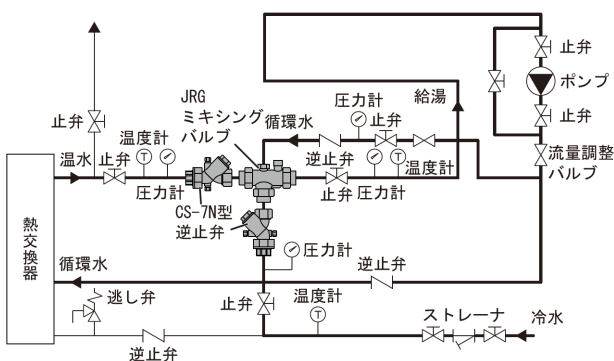 止弁
ポンプ
止弁
流量調整
バルブ
JRG
ミキシング
バルブ
圧力計
止弁
給湯
循環水
逆止弁
止弁
圧力計
温度計
止弁
温度計
温水
止弁
圧力計
CS-7N型
逆止弁
圧力計
熱交換器
循環水
逆止弁
逃し弁
止弁
温度計
ストレーナ
冷水
逆止弁
T
T
T